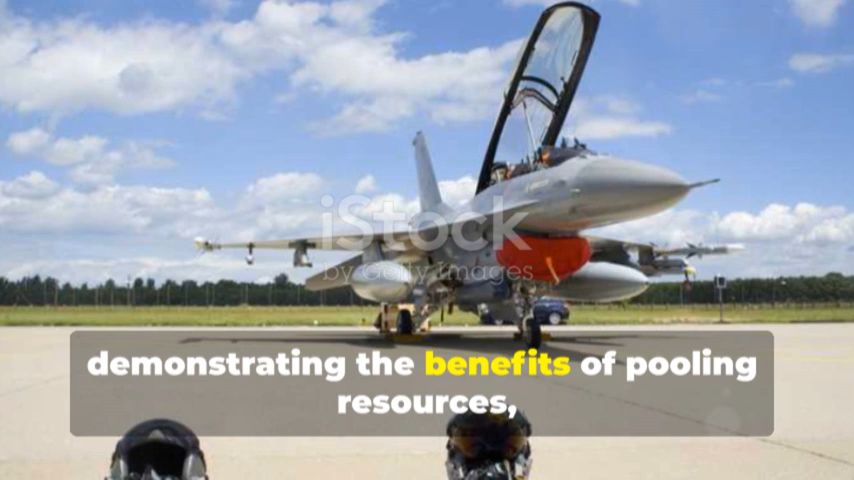 iStock
by Getty Images
demonstrating the benefits of pooling
resources,